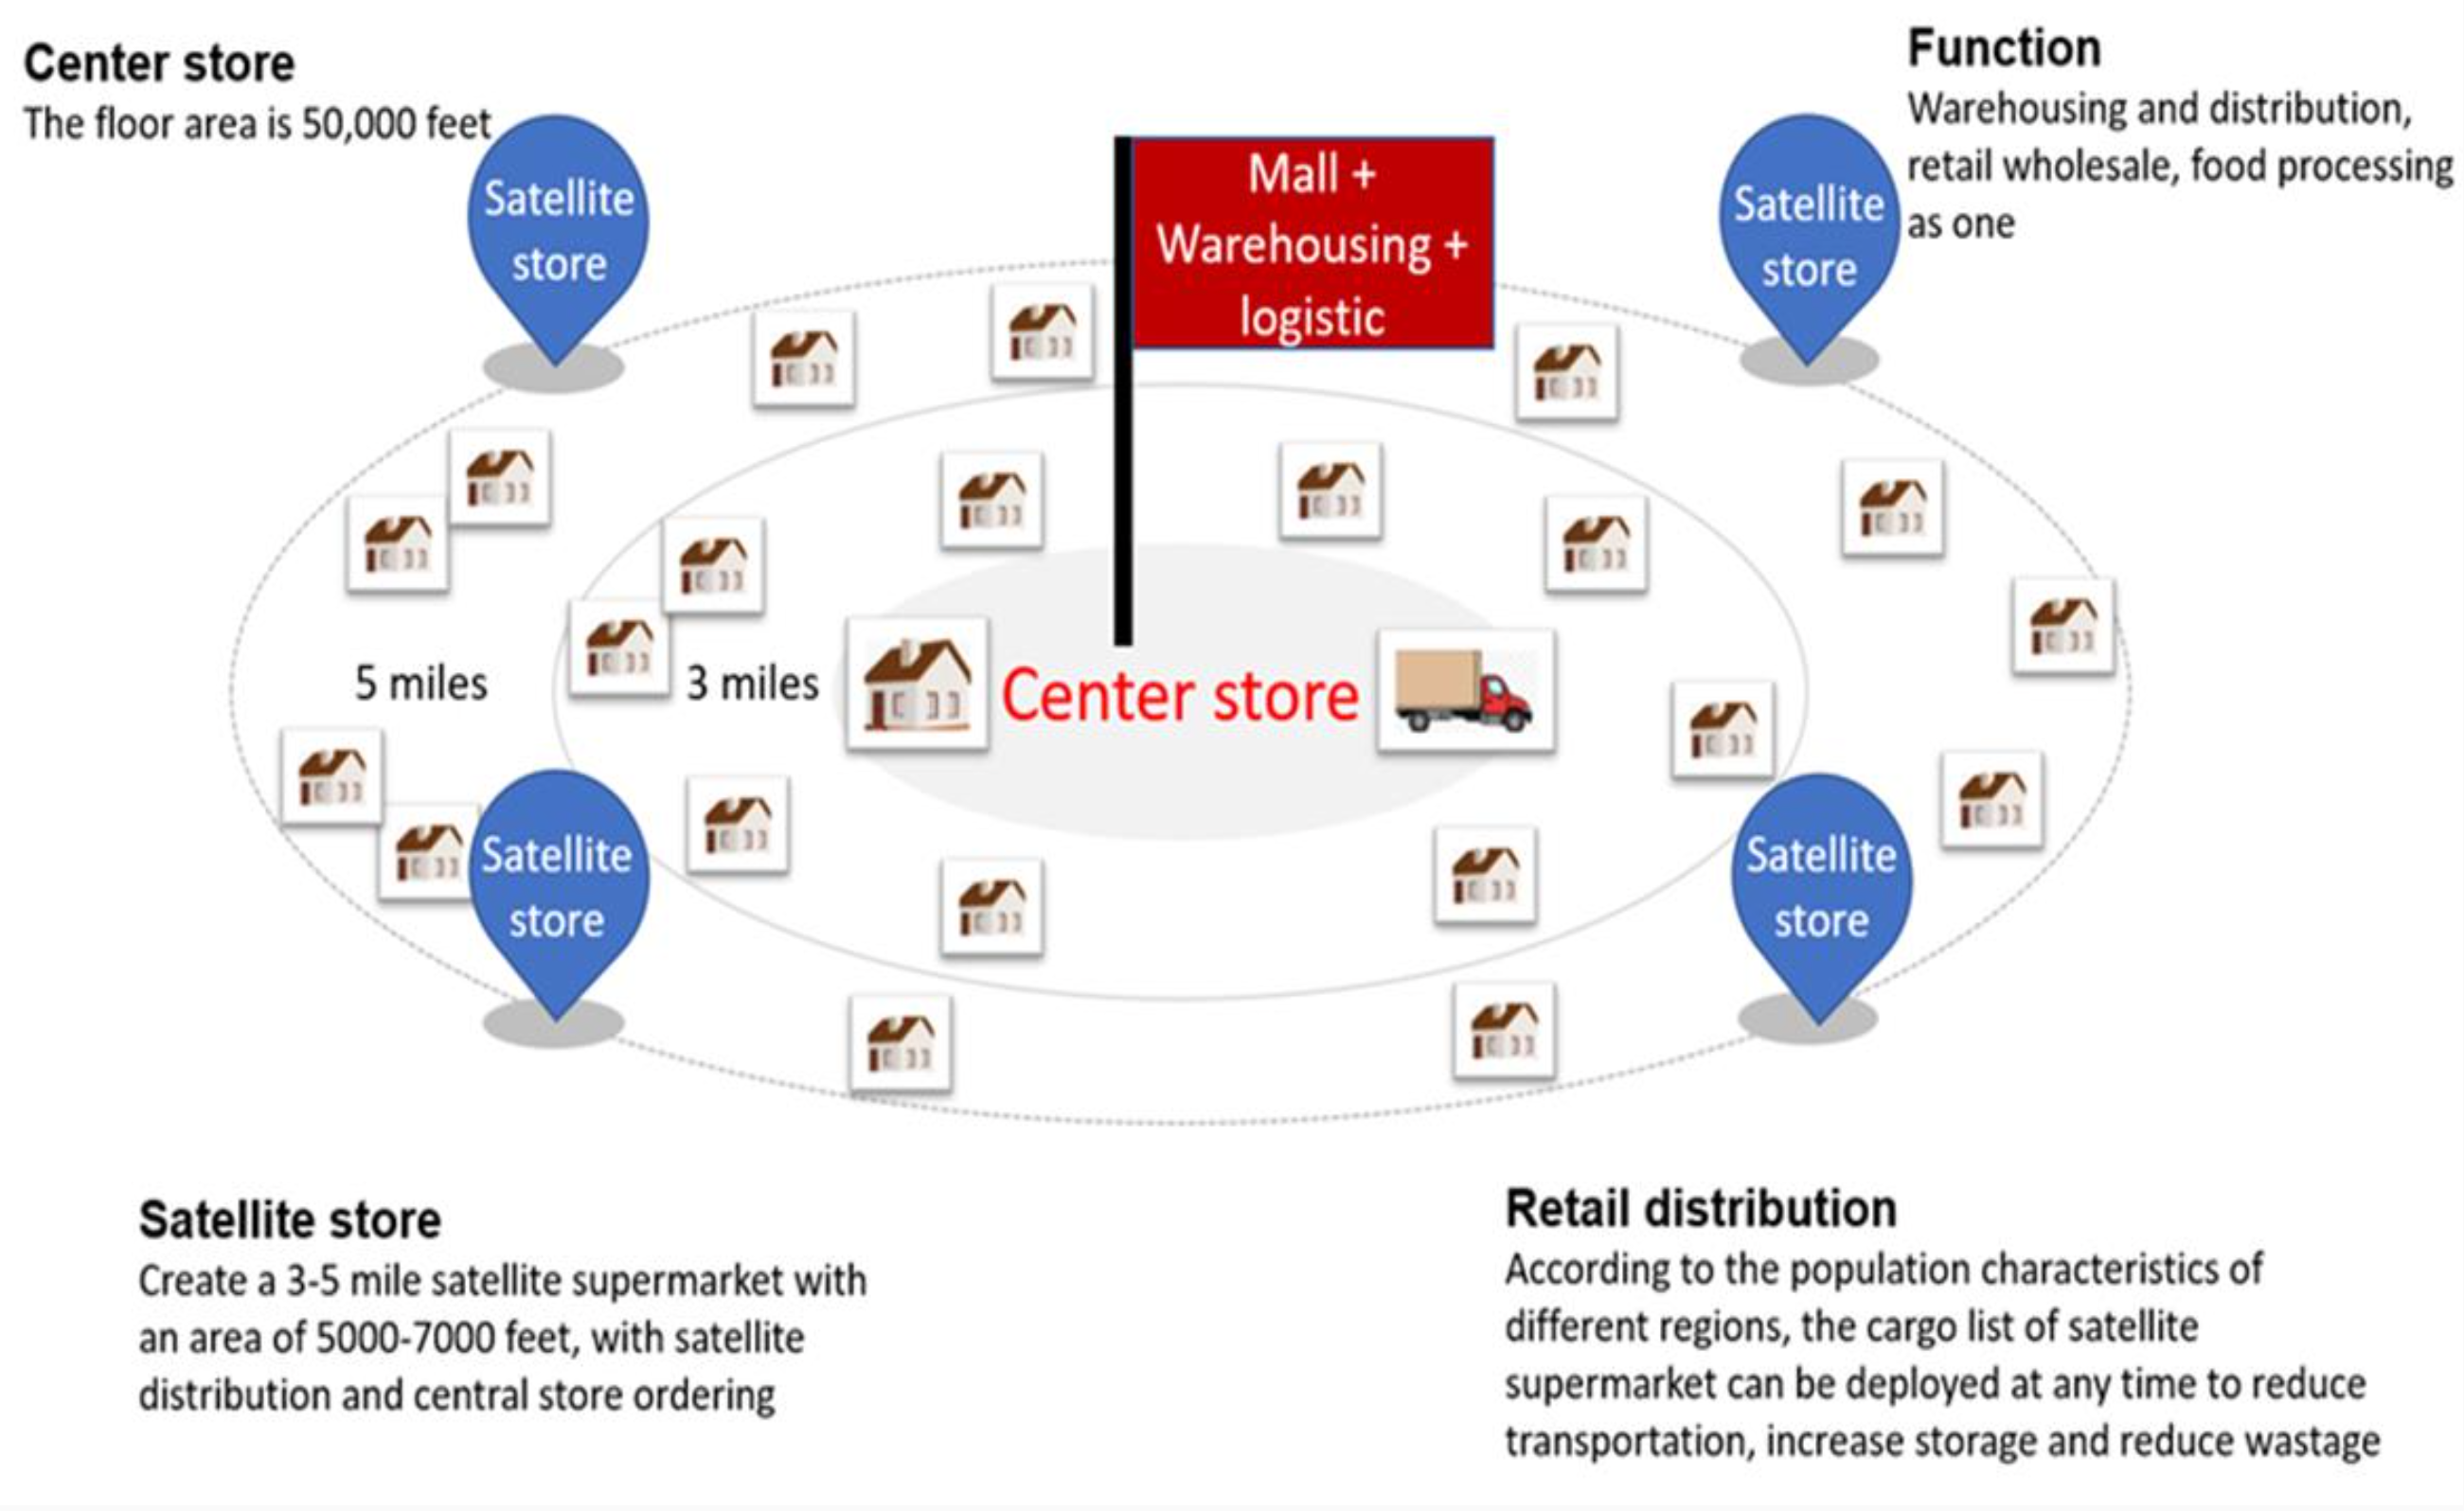 Center store
The floor area is 50,000 feet
Function
Warehousing and distribution,
retail wholesale, food processing
as one
Satellite
store
Mall +
Warehousing +
logistic
Satellite
store
5 miles
3 miles
Center store
Satellite
store
Satellite
store
Satellite store
Create a 3-5 mile satellite supermarket with
an area of 5000-7000 feet, with satellite
distribution and central store ordering
Retail distribution
According to the population characteristics of
different regions, the cargo list of satellite
supermarket can be deployed at any time to reduce
transportation, increase storage and reduce wastage